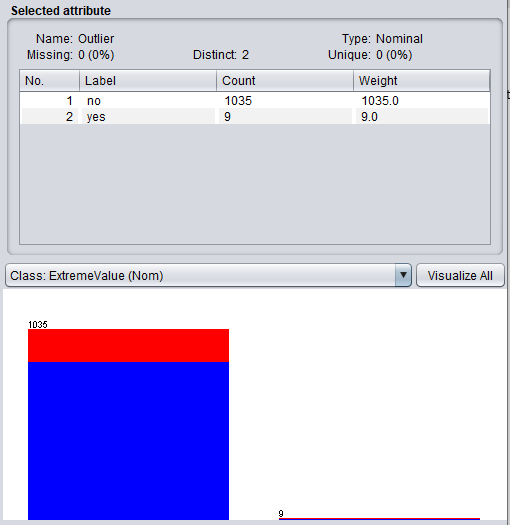 Selected attribute
Name: Outlier Type: Nominal
Missing: 0 (0%) Distinct: 2 Unique: 0 (0%)
No. Label Count Weight
1 no 1035 1035.0
2 yes 9 9.0
Class: ExtremeValue (Nom) Visualize All
1035
9